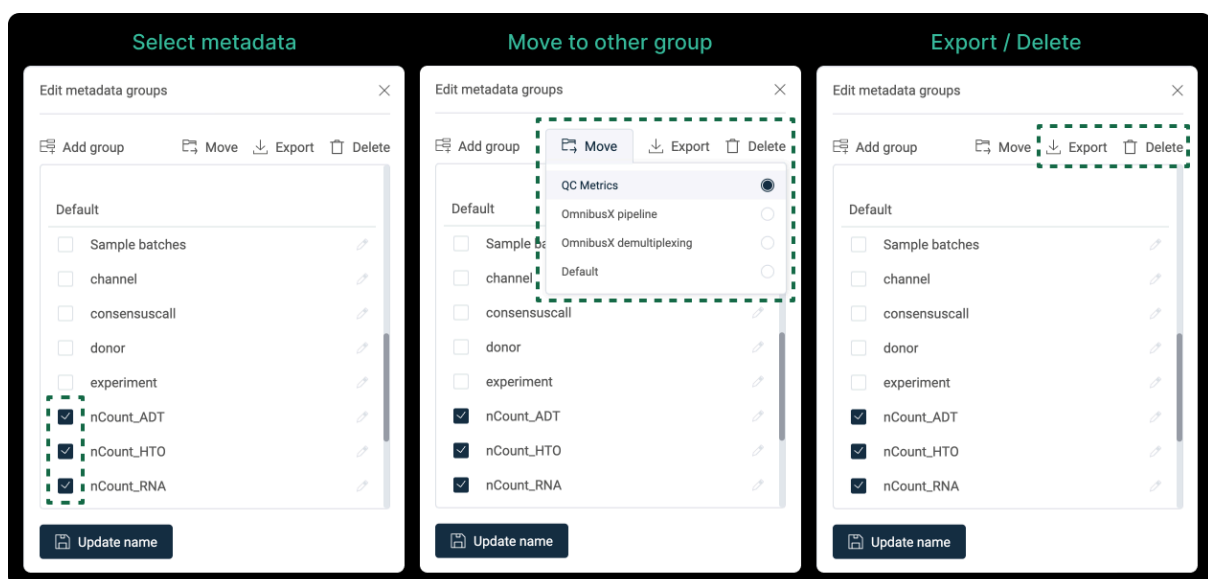 Select metadata
Edit metadata groups
Add group Move Export Delete
Default
Sample batches
channel
consensuscall
donor
experiment
nCount_ADT
nCount_HTO
nCount_RNA
Update name
Move to other group
Edit metadata groups
Add group Move Export Delete
QC Metrics
OmnibusX pipeline
OmnibusX demultiplexing
Default
Default
Sample ba
channel
consensuscall
donor
experiment
nCount_ADT
nCount_HTO
nCount_RNA
Update name
Export / Delete
Edit metadata groups
Add group Move Export Delete
Default
Sample batches
channel
consensuscall
donor
experiment
nCount_ADT
nCount_HTO
nCount_RNA
Update name